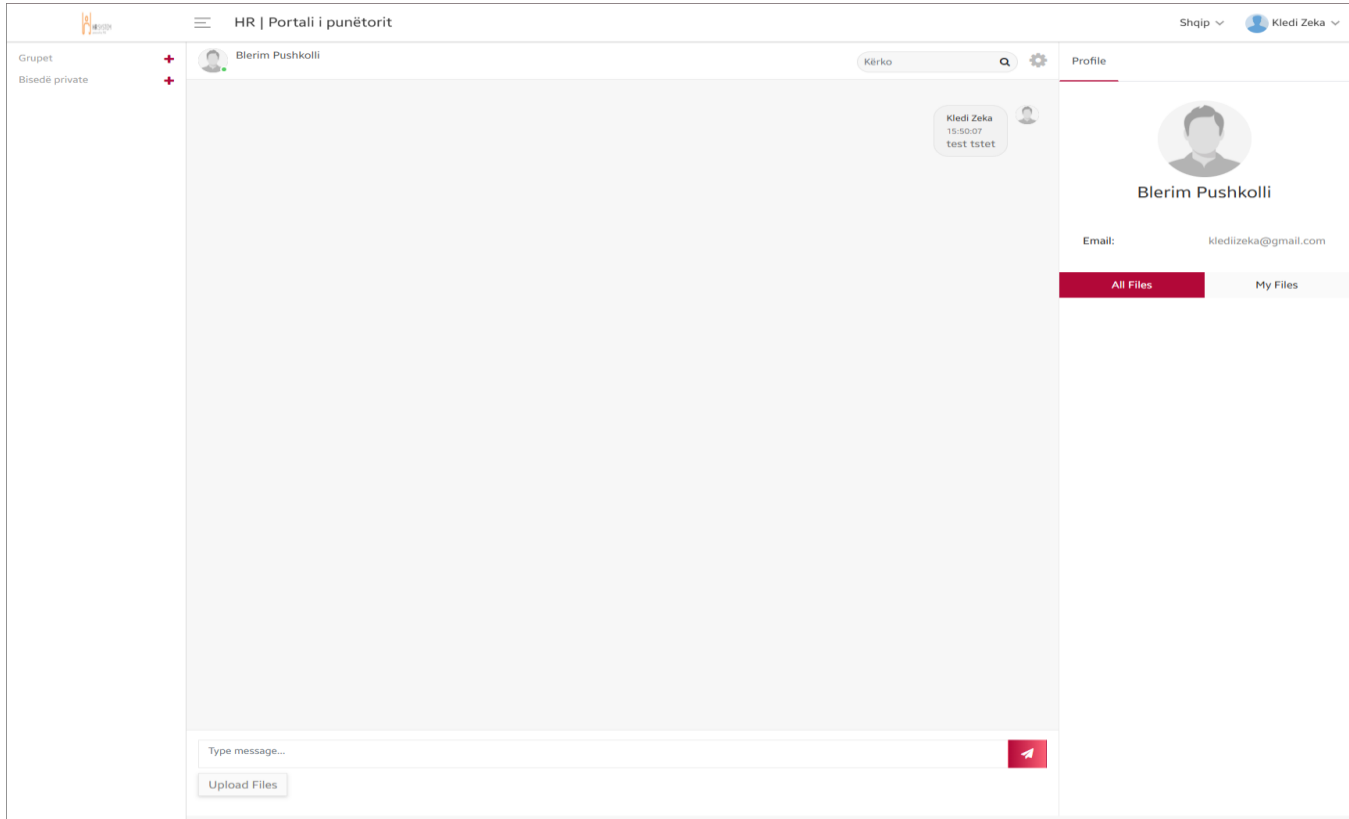 HR | Portali i punëtorit
Shqip
Kledi Zeka
Grupet
Bisedë private
Blerim Pushkolli
Kërko
Profile
Kledi Zeka
15:50:07
test tstet
Blerim Pushkolli
Email: klediizeka@gmail.com
All Files
My Files
Type message...
Upload Files